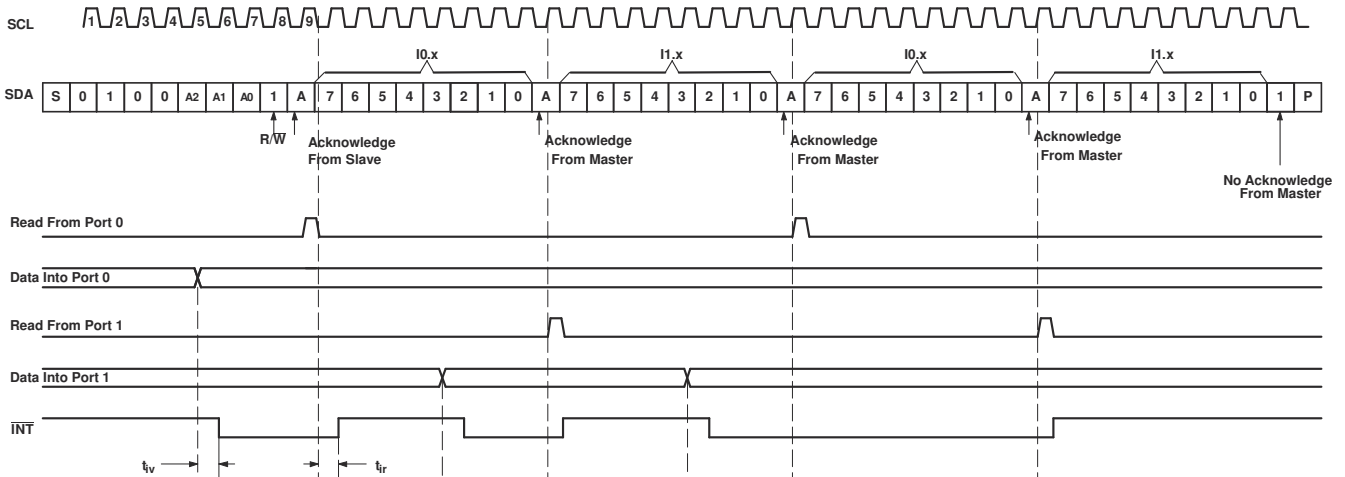 SCL 1 2 3 4 5 6 7 8 9
I0.x I1.x I0.x I1.x
SDA S 0 1 0 0 A2 A1 A0 1 A 7 6 5 4 3 2 1 0 A 7 6 5 4 3 2 1 0 A 7 6 5 4 3 2 1 0 A 7 6 5 4 3 2 1 0 1 P
R/W̅
Acknowledge
From Slave
Acknowledge
From Master
Acknowledge
From Master
Acknowledge
From Master
No Acknowledge
From Master
Read From Port 0
Data Into Port 0
Read From Port 1
Data Into Port 1
I̅N̅T̅
tiv
tir